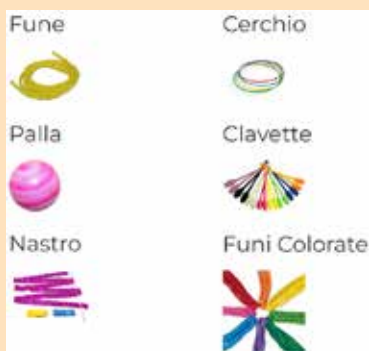 Fune
Cerchio
Palla
Clavette
Nastro
Funi Colorate